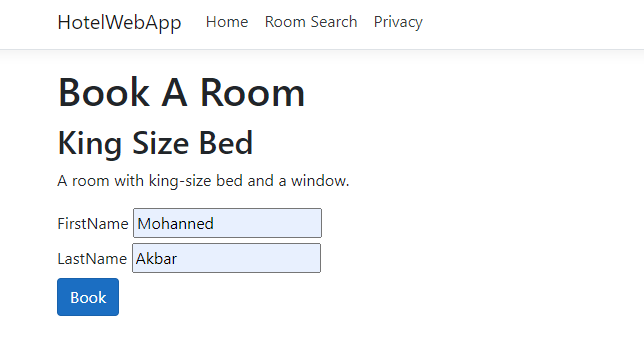 HotelWebApp Home Room Search Privacy
Book A Room
King Size Bed
A room with king-size bed and a window.
FirstName Mohanned
LastName Akbar
Book